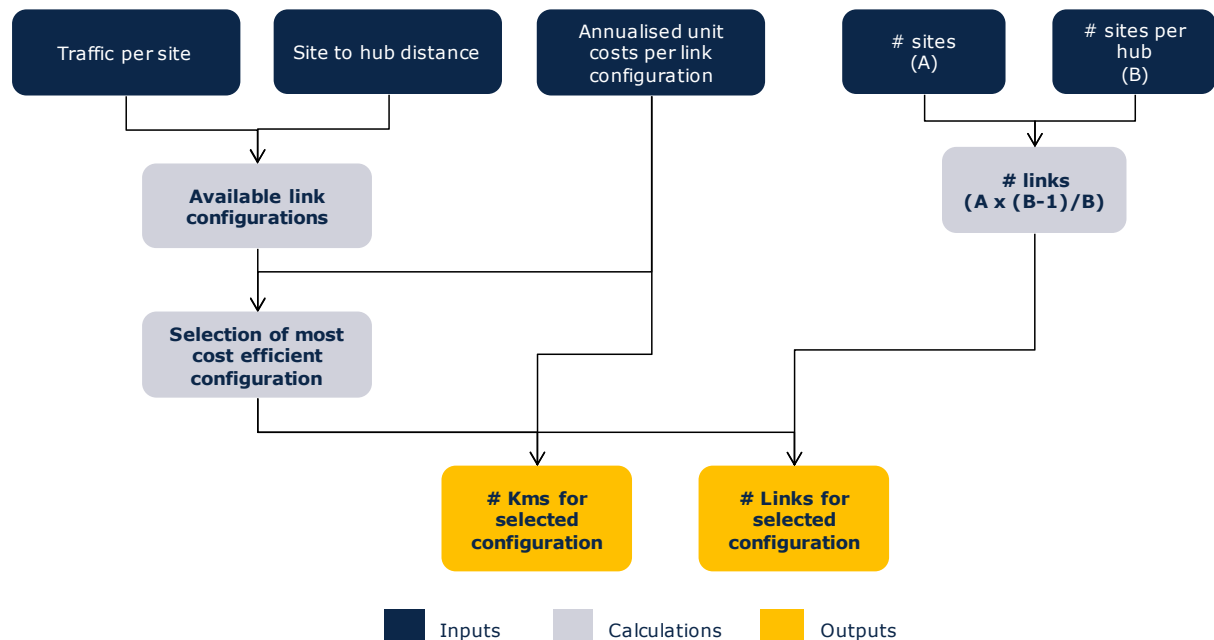 Traffic per site
Site to hub distance
Annualised unit
costs per link
configuration
# sites
(A)
# sites per
hub
(B)
Available link
configurations
# links
(A x (B-1)/B)
Selection of most
cost efficient
configuration
# Kms for
selected
configuration
# Links for
selected
configuration
Inputs
Calculations
Outputs